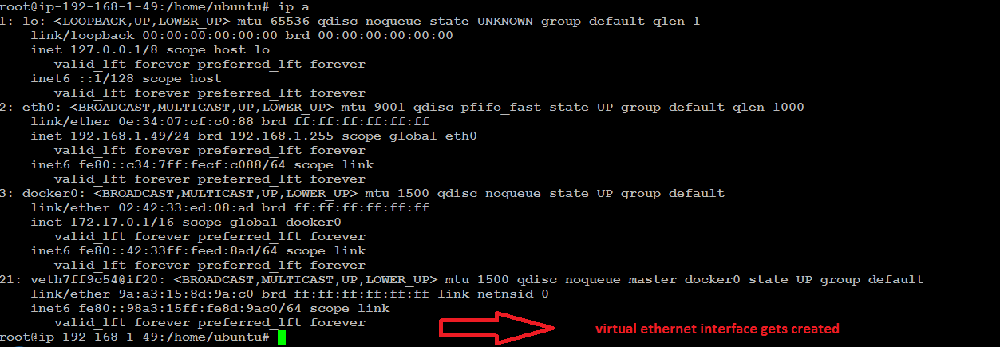 root@ip-192-168-1-49:/home/ubuntu# ip a
1: lo: <LOOPBACK,UP,LOWER_UP> mtu 65536 qdisc noqueue state UNKNOWN group default qlen 1
    link/loopback 00:00:00:00:00:00 brd 00:00:00:00:00:00
    inet 127.0.0.1/8 scope host lo
       valid_lft forever preferred_lft forever
    inet6 ::1/128 scope host
       valid_lft forever preferred_lft forever
2: eth0: <BROADCAST,MULTICAST,UP,LOWER_UP> mtu 9001 qdisc pfifo_fast state UP group default qlen 1000
    link/ether 0e:34:07:cf:c0:88 brd ff:ff:ff:ff:ff:ff
    inet 192.168.1.49/24 brd 192.168.1.255 scope global eth0
       valid_lft forever preferred_lft forever
    inet6 fe80::c34:7ff:fecf:c088/64 scope link
       valid_lft forever preferred_lft forever
3: docker0: <BROADCAST,MULTICAST,UP,LOWER_UP> mtu 1500 qdisc noqueue state UP group default
    link/ether 02:42:33:ed:08:ad brd ff:ff:ff:ff:ff:ff
    inet 172.17.0.1/16 scope global docker0
       valid_lft forever preferred_lft forever
    inet6 fe80::42:33ff:feed:8ad/64 scope link
       valid_lft forever preferred_lft forever
21: veth7ff9c54@if20: <BROADCAST,MULTICAST,UP,LOWER_UP> mtu 1500 qdisc noqueue master docker0 state UP group default
    link/ether 9a:a3:15:8d:9a:c0 brd ff:ff:ff:ff:ff:ff link-netnsid 0
    inet6 fe80::98a3:15ff:fe8d:9ac0/64 scope link
       valid_lft forever preferred_lft forever
virtual ethernet interface gets created
root@ip-192-168-1-49:/home/ubuntu#